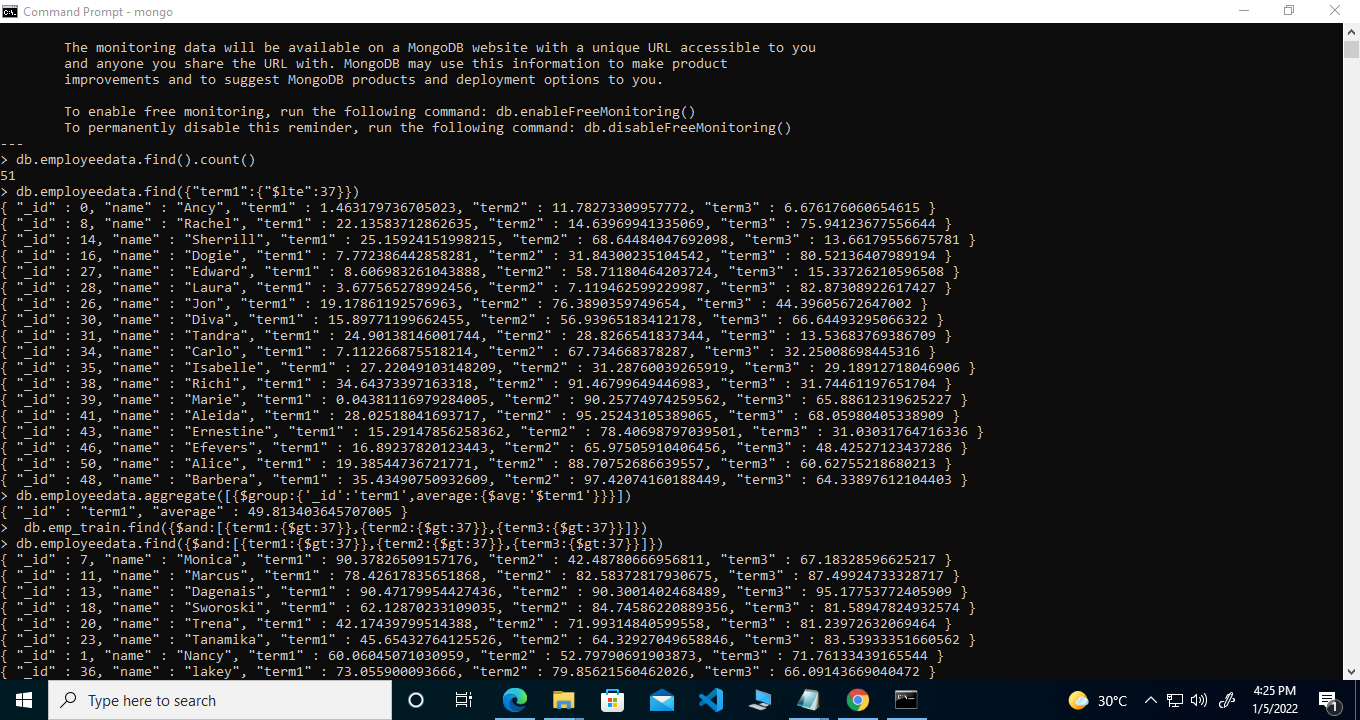 Command Prompt - mongo
The monitoring data will be available on a MongoDB website with a unique URL accessible to you
and anyone you share the URL with. MongoDB may use this information to make product
improvements and to suggest MongoDB products and deployment options to you.
To enable free monitoring, run the following command: db.enableFreeMonitoring()
To permanently disable this reminder, run the following command: db.disableFreeMonitoring()
---
> db.employeedata.find().count()
51
> db.employeedata.find({"term1":{"$lte":37}})
{ "_id" : 0, "name" : "Ancy", "term1" : 1.463179736705023, "term2" : 11.78273309957772, "term3" : 6.676176060654615 }
{ "_id" : 8, "name" : "Rachel", "term1" : 22.13583712862635, "term2" : 14.63969941335069, "term3" : 75.94123677556644 }
{ "_id" : 14, "name" : "Sherrill", "term1" : 25.15924151998215, "term2" : 68.64484047692098, "term3" : 13.66179556675781 }
{ "_id" : 16, "name" : "Dogie", "term1" : 7.772386442858281, "term2" : 31.84300235104542, "term3" : 80.52136407989194 }
{ "_id" : 27, "name" : "Edward", "term1" : 8.606983261043888, "term2" : 58.71180464203724, "term3" : 15.33726210596508 }
{ "_id" : 28, "name" : "Laura", "term1" : 3.677565278992456, "term2" : 7.119462599229987, "term3" : 82.87308922617427 }
{ "_id" : 26, "name" : "Jon", "term1" : 19.17861192576963, "term2" : 76.3890359749654, "term3" : 44.39605672647002 }
{ "_id" : 30, "name" : "Diva", "term1" : 15.89771199662455, "term2" : 56.93965183412178, "term3" : 66.64493295066322 }
{ "_id" : 31, "name" : "Tandra", "term1" : 24.90138146001744, "term2" : 28.8266541837344, "term3" : 13.53683769386709 }
{ "_id" : 34, "name" : "Carlo", "term1" : 7.112266875518214, "term2" : 67.734668378287, "term3" : 32.25008698445316 }
{ "_id" : 35, "name" : "Isabelle", "term1" : 27.22049103148209, "term2" : 31.28760039265919, "term3" : 29.18912718046906 }
{ "_id" : 38, "name" : "Richi", "term1" : 34.64373397163318, "term2" : 91.46799649446983, "term3" : 31.74461197651704 }
{ "_id" : 39, "name" : "Marie", "term1" : 0.04381116979284005, "term2" : 90.25774974259562, "term3" : 65.88612319625227 }
{ "_id" : 41, "name" : "Aleida", "term1" : 28.02518041693717, "term2" : 95.25243105389065, "term3" : 68.05980405338909 }
{ "_id" : 43, "name" : "Ernestine", "term1" : 15.29147856258362, "term2" : 78.40698797039501, "term3" : 31.03031764716336 }
{ "_id" : 46, "name" : "Efevers", "term1" : 16.89237820123443, "term2" : 65.97505910406456, "term3" : 48.42527123437286 }
{ "_id" : 50, "name" : "Alice", "term1" : 19.38544736721771, "term2" : 88.70752686639557, "term3" : 60.62755218680213 }
{ "_id" : 48, "name" : "Barbera", "term1" : 35.43490750932609, "term2" : 97.42074160188449, "term3" : 64.33897612104403 }
> db.employeedata.aggregate([{$group:{'_id':'term1',average:{$avg:'$term1'}}}])
{ "_id" : "term1", "average" : 49.813403645707005 }
>  db.emp_train.find({$and:[{term1:{$gt:37}},{term2:{$gt:37}},{term3:{$gt:37}}]})
> db.employeedata.find({$and:[{term1:{$gt:37}},{term2:{$gt:37}},{term3:{$gt:37}}]})
{ "_id" : 7, "name" : "Monica", "term1" : 90.37826509157176, "term2" : 42.48780666956811, "term3" : 67.18328596625217 }
{ "_id" : 11, "name" : "Marcus", "term1" : 78.42617835651868, "term2" : 82.58372817930675, "term3" : 87.49924733328717 }
{ "_id" : 13, "name" : "Dagenais", "term1" : 90.47179954427436, "term2" : 90.3001402468489, "term3" : 95.17753772405909 }
{ "_id" : 18, "name" : "Sworoski", "term1" : 62.12870233109035, "term2" : 84.74586220889356, "term3" : 81.58947824932574 }
{ "_id" : 20, "name" : "Trena", "term1" : 42.17439799514388, "term2" : 71.99314840599558, "term3" : 81.23972632069464 }
{ "_id" : 23, "name" : "Tanamika", "term1" : 45.65432764125526, "term2" : 64.32927049658846, "term3" : 83.53933351660562 }
{ "_id" : 1, "name" : "Nancy", "term1" : 60.06045071030959, "term2" : 52.79790691903873, "term3" : 71.76133439165544 }
{ "_id" : 36, "name" : "lakey", "term1" : 73.055900093666, "term2" : 79.85621560462026, "term3" : 66.09143669040472 }
Type here to search
30°C
4:25 PM
1/5/2022
1